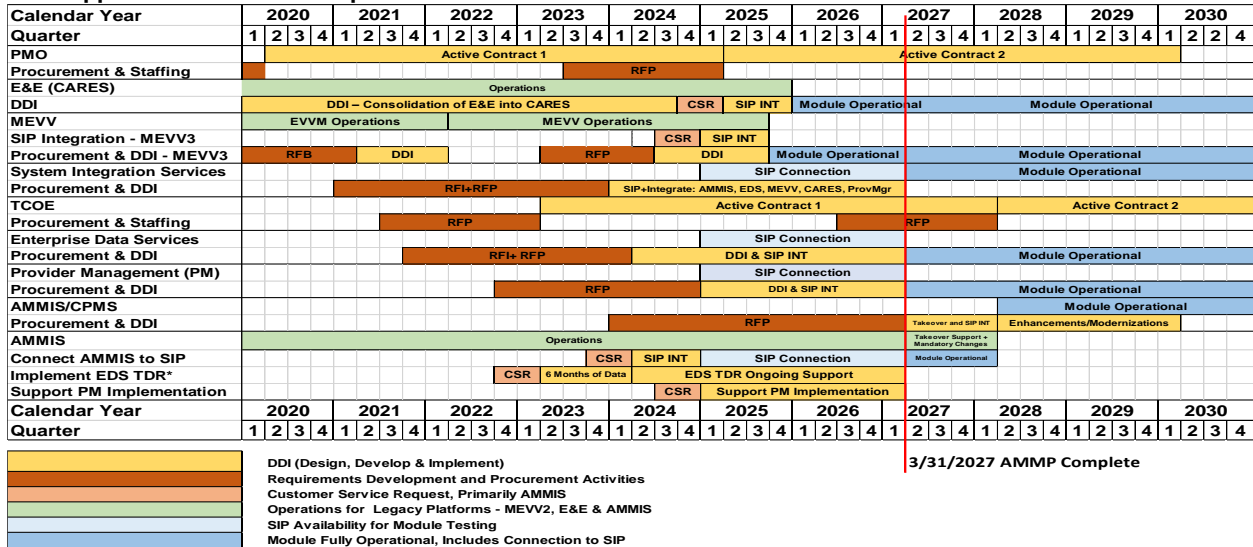 Calendar Year 2020 2021 2022 2023 2024 2025 2026 2027 2028 2029 2030
Quarter 1 2 3 4 1 2 3 4 1 2 3 4 1 2 3 4 1 2 3 4 1 2 3 4 1 2 3 4 1 2 3 4 1 2 3 4 1 2 3 4 1 2 2 4
PMO Active Contract 1 Active Contract 2
Procurement & Staffing RFP
E&E (CARES) Operations
DDI DDI – Consolidation of E&E into CARES CSR SIP INT Module Operational Module Operational
MEVV EVVM Operations MEVV Operations
SIP Integration - MEVV3 CSR SIP INT
Procurement & DDI - MEVV3 RFB DDI RFP DDI Module Operational Module Operational
System Integration Services SIP Connection Module Operational
Procurement & DDI RFI+RFP SIP+Integrate: AMMIS, EDS, MEVV, CARES, ProvMgr
TCOE Active Contract 1 Active Contract 2
Procurement & Staffing RFP RFP
Enterprise Data Services SIP Connection
Procurement & DDI RFI+ RFP DDI & SIP INT Module Operational
Provider Management (PM) SIP Connection
Procurement & DDI RFP DDI & SIP INT Module Operational
AMMIS/CPMS Module Operational
Procurement & DDI RFP Takeover and SIP INT Enhancements/Modernizations
AMMIS Operations Takeover Support + Mandatory Changes
Connect AMMIS to SIP CSR SIP INT SIP Connection Module Operational
Implement EDS TDR* CSR 6 Months of Data EDS TDR Ongoing Support
Support PM Implementation CSR Support PM Implementation
Calendar Year 2020 2021 2022 2023 2024 2025 2026 2027 2028 2029 2030
Quarter 1 2 3 4 1 2 3 4 1 2 3 4 1 2 3 4 1 2 3 4 1 2 3 4 1 2 3 4 1 2 3 4 1 2 3 4 1 2 3 4 1 2 3 4
3/31/2027 AMMP Complete
DDI (Design, Develop & Implement)
Requirements Development and Procurement Activities
Customer Service Request, Primarily AMMIS
Operations for Legacy Platforms - MEVV2, E&E & AMMIS
SIP Availability for Module Testing
Module Fully Operational, Includes Connection to SIP